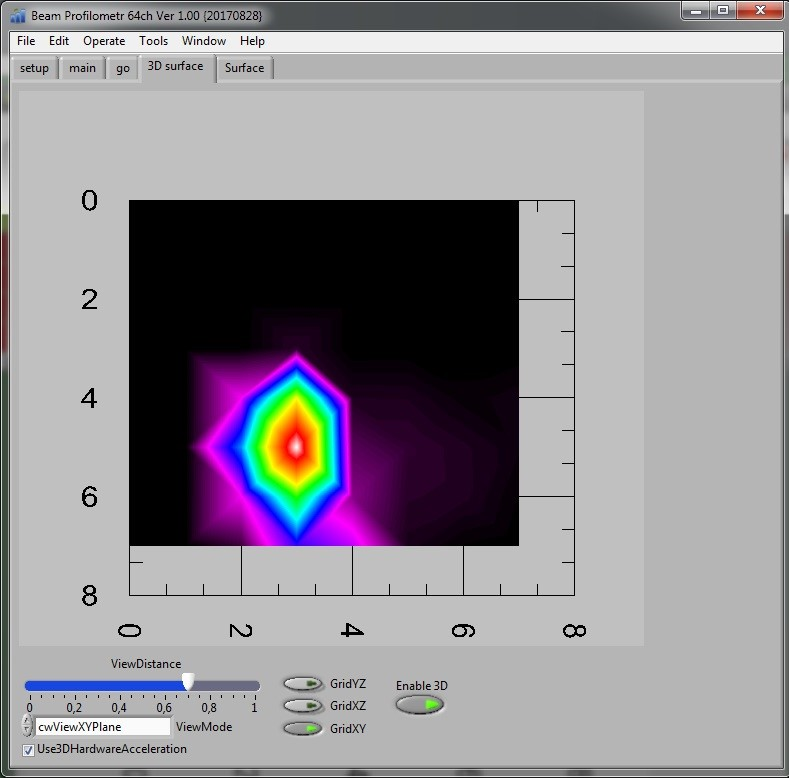 Beam Profilometr 64ch Ver 1.00 {20170828}
File Edit Operate Tools Window Help
setup main go 3D surface Surface
0
2
4
6
8
0 2 4 6 8
ViewDistance
0 0,2 0,4 0,6 0,8 1
cwViewXYPlane ViewMode
Use3DHardwareAcceleration
GridYZ
GridXZ
GridXY
Enable 3D